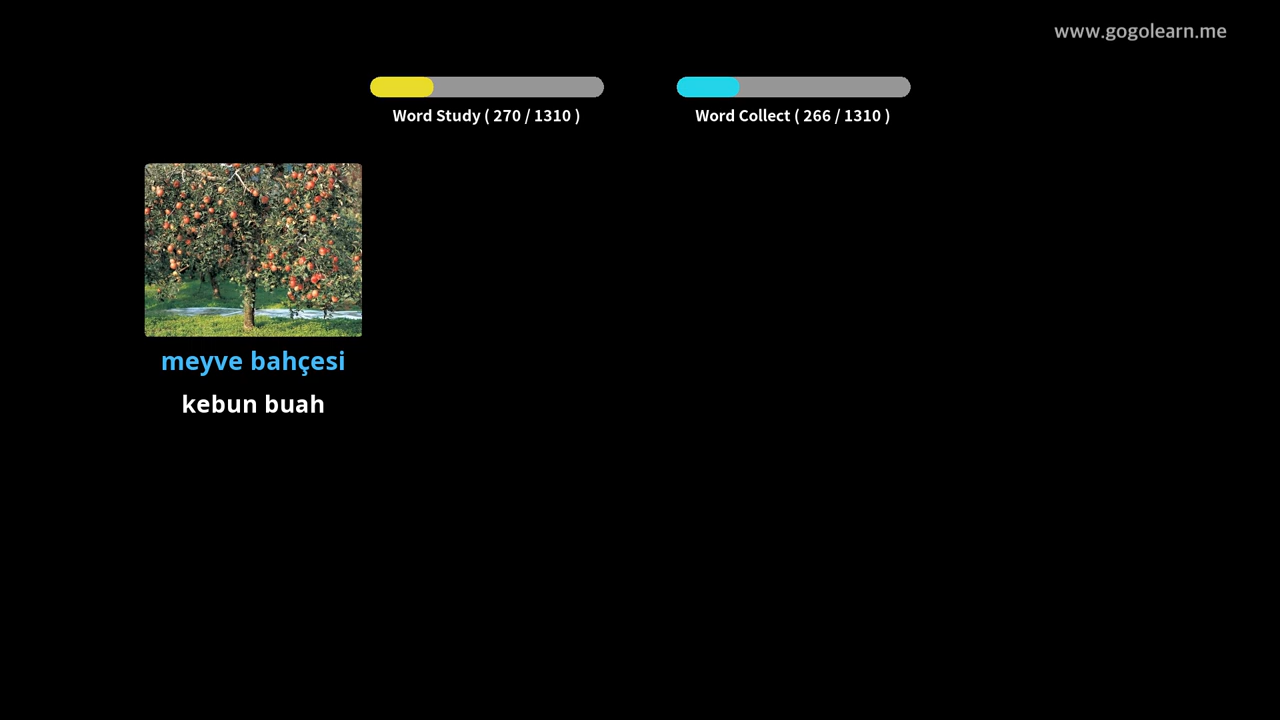 www.gogolearn.me
Word Study ( 270 / 1310 )
Word Collect ( 266 / 1310 )
meyve bahçesi
kebun buah